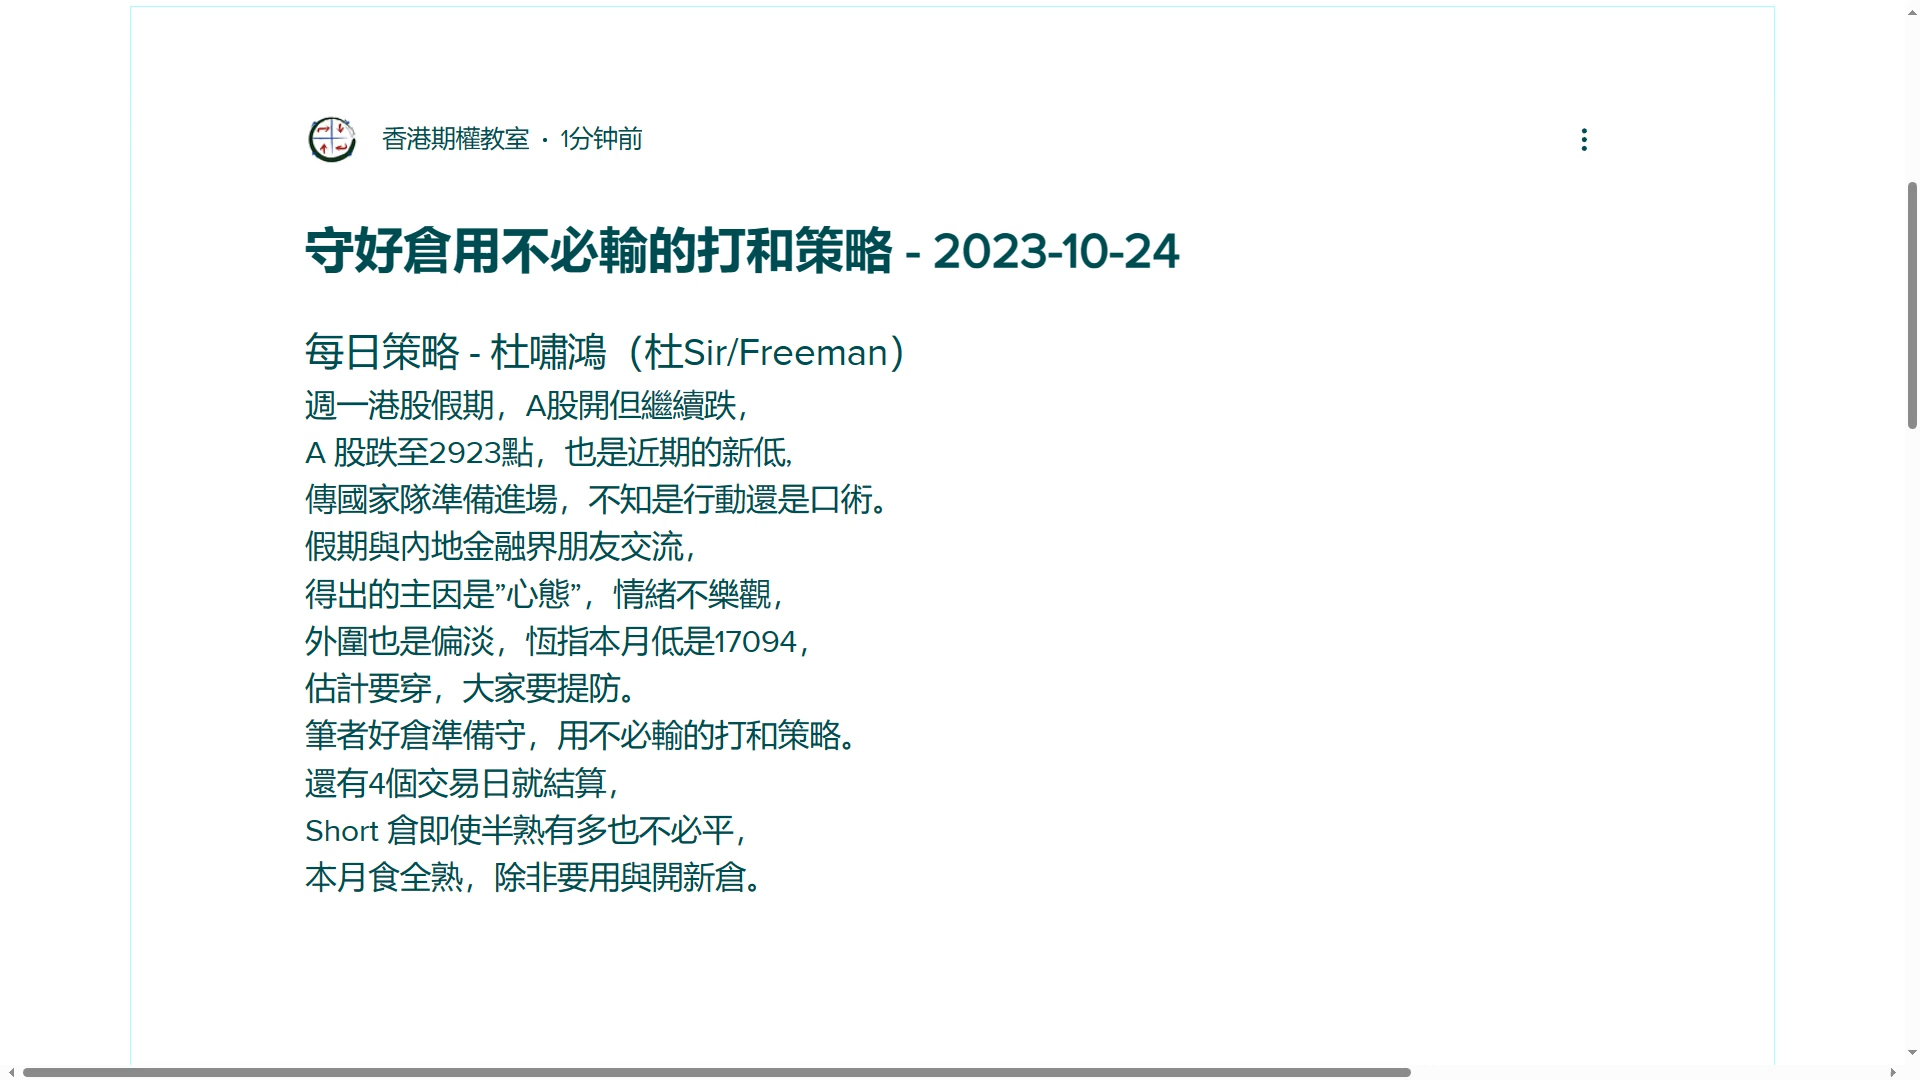 香港期權教室 · 1分钟前
守好倉用不必輸的打和策略 - 2023-10-24
每日策略 - 杜嘯鴻（杜Sir/Freeman）
週一港股假期，A股開但繼續跌，
A 股跌至2923點，也是近期的新低,
傳國家隊準備進場，不知是行動還是口術。
假期與內地金融界朋友交流，
得出的主因是”心態”，情緒不樂觀，
外圍也是偏淡，恆指本月低是17094，
估計要穿，大家要提防。
筆者好倉準備守，用不必輸的打和策略。
還有4個交易日就結算，
Short 倉即使半熟有多也不必平，
本月食全熟，除非要用與開新倉。